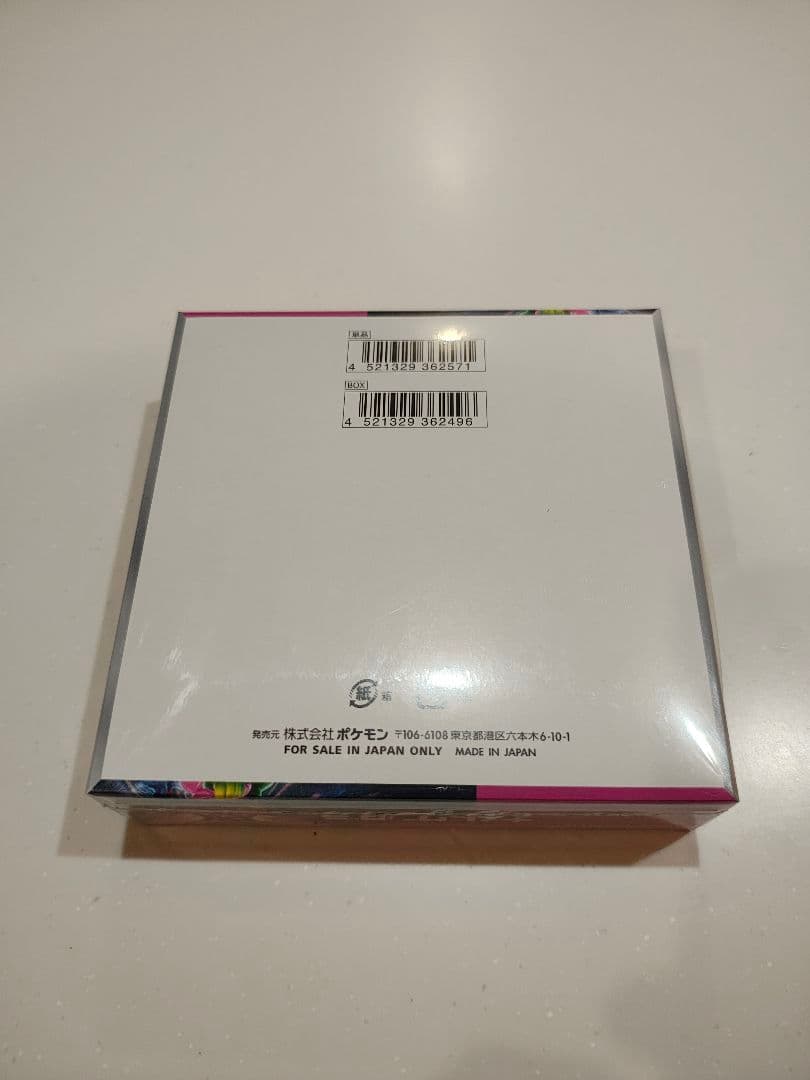 単品
4 521329 362571
BOX
4 521329 362496
紙 箱
発売元 株式会社 ポケモン 〒106-6108 東京都港区六本木6-10-1
FOR SALE IN JAPAN ONLY MADE IN JAPAN